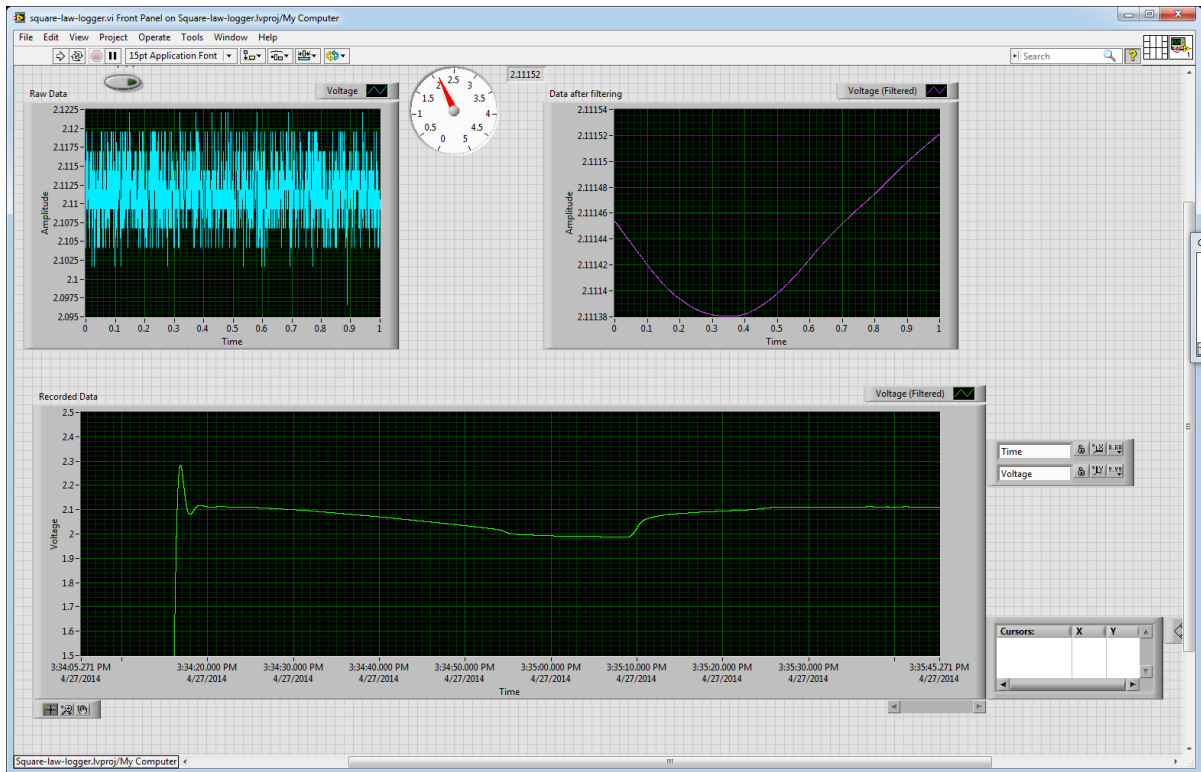 square-law-logger.vi Front Panel on Square-law-logger.lvproj/My Computer
File Edit View Project Operate Tools Window Help
15pt Application Font
Search
Raw Data
Voltage
2.1225
2.12
2.1175
2.115
2.1125
2.11
2.1075
2.105
2.1025
2.1
2.0975
2.095
Amplitude
0 0.1 0.2 0.3 0.4 0.5 0.6 0.7 0.8 0.9 1
Time
0 0.5 1 1.5 2 2.5 3 3.5 4 4.5 5
2.11152
Data after filtering
Voltage (Filtered)
2.11154
2.11152
2.1115
2.11148
2.11146
2.11144
2.11142
2.1114
2.11138
Amplitude
0 0.1 0.2 0.3 0.4 0.5 0.6 0.7 0.8 0.9 1
Time
Recorded Data
Voltage (Filtered)
2.5
2.4
2.3
2.2
2.1
2
1.9
1.8
1.7
1.6
1.5
Voltage
3:34:05.271 PM 3:34:20.000 PM 3:34:30.000 PM 3:34:40.000 PM 3:34:50.000 PM 3:35:00.000 PM 3:35:10.000 PM 3:35:20.000 PM 3:35:30.000 PM 3:35:45.271 PM
4/27/2014 4/27/2014 4/27/2014 4/27/2014 4/27/2014 4/27/2014 4/27/2014 4/27/2014 4/27/2014 4/27/2014
Time
Time
Voltage
Cursors: X Y
Square-law-logger.lvproj/My Computer